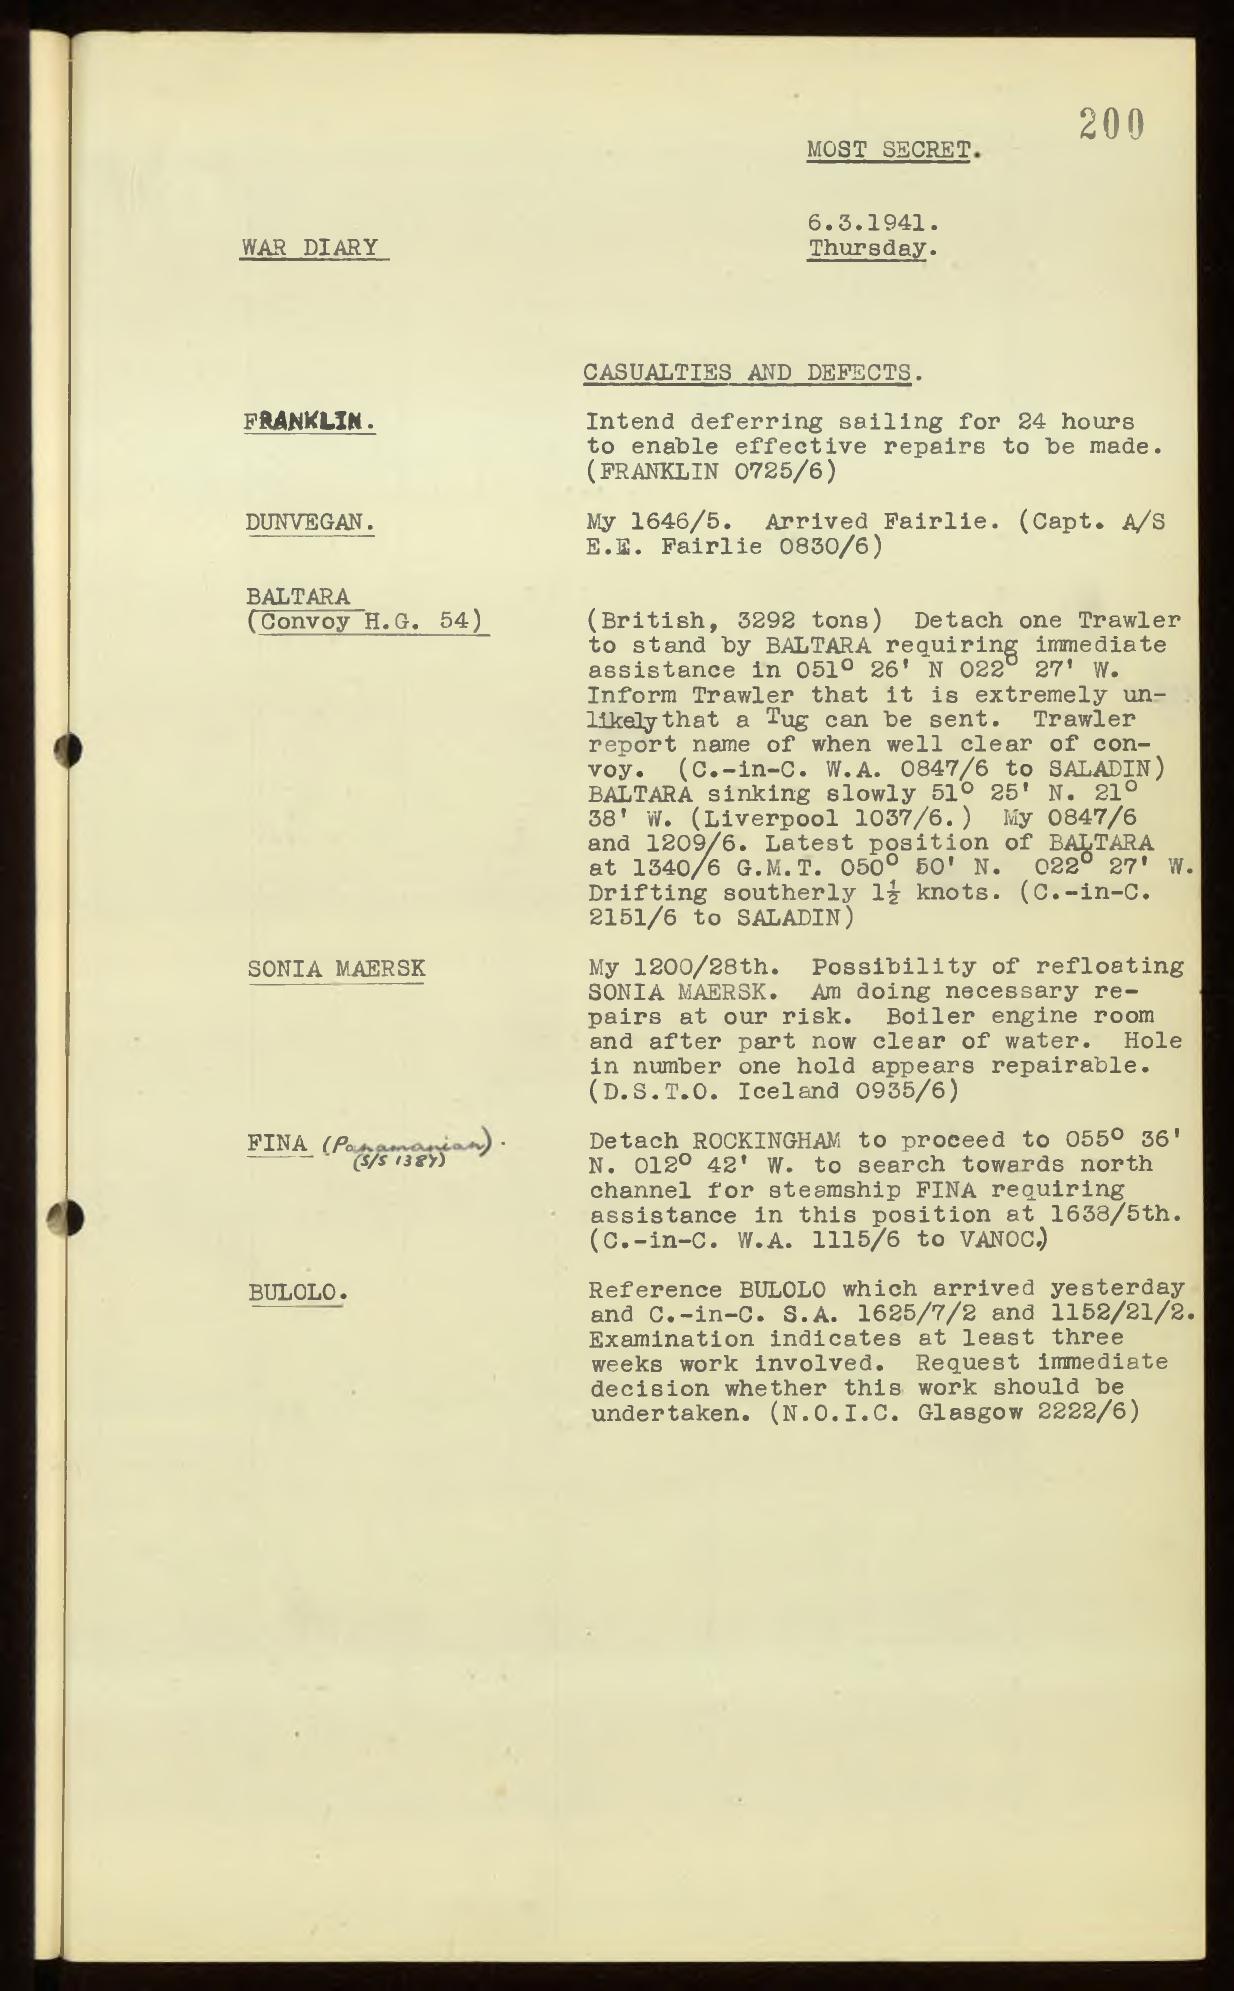 200
MOST SECRET.
6.3.1941.
WAR DIARY
Thursday.
CASUALTIES AND DEFECTS.
FRANKLIN.
Intend deferring sailing for 24 hours
to enable effective repairs to be made.
(FRANKLIN 0725/6)
DUNVEGAN.
My 1646/5. Arrived Fairlie. (Capt. A/S
E.E. Fairlie 0830/6)
BALTARA
(Convoy H.G. 54)
(British, 3292 tons) Detach one Trawler
to stand by BALTARA requiring immediate
assistance in 051° 26' N 022° 27' W.
Inform Trawler that it is extremely un-
likely that a Tug can be sent. Trawler
report name of when well clear of con-
voy. (C.-in-C. W.A. 0847/6 to SALADIN)
BALTARA sinking slowly 51° 25' N. 21°
38' W. (Liverpool 1037/6.) My 0847/6
and 1209/6. Latest position of BALTARA
at 1340/6 G.M.T. 050° 50' N. 022° 27' W.
Drifting southerly 1½ knots. (C.-in-C.
2151/6 to SALADIN)
SONIA MAERSK
My 1200/28th. Possibility of refloating
SONIA MAERSK. Am doing necessary re-
pairs at our risk. Boiler engine room
and after part now clear of water. Hole
in number one hold appears repairable.
(D.S.T.O. Iceland 0935/6)
FINA (Panamanian).
(S/S 1387)
Detach ROCKINGHAM to proceed to 055° 36'
N. 012° 42' W. to search towards north
channel for steamship FINA requiring
assistance in this position at 1638/5th.
(C.-in-C. W.A. 1115/6 to VANOC.)
BULOLO.
Reference BULOLO which arrived yesterday
and C.-in-C. S.A. 1625/7/2 and 1152/21/2.
Examination indicates at least three
weeks work involved. Request immediate
decision whether this work should be
undertaken. (N.O.I.C. Glasgow 2222/6)